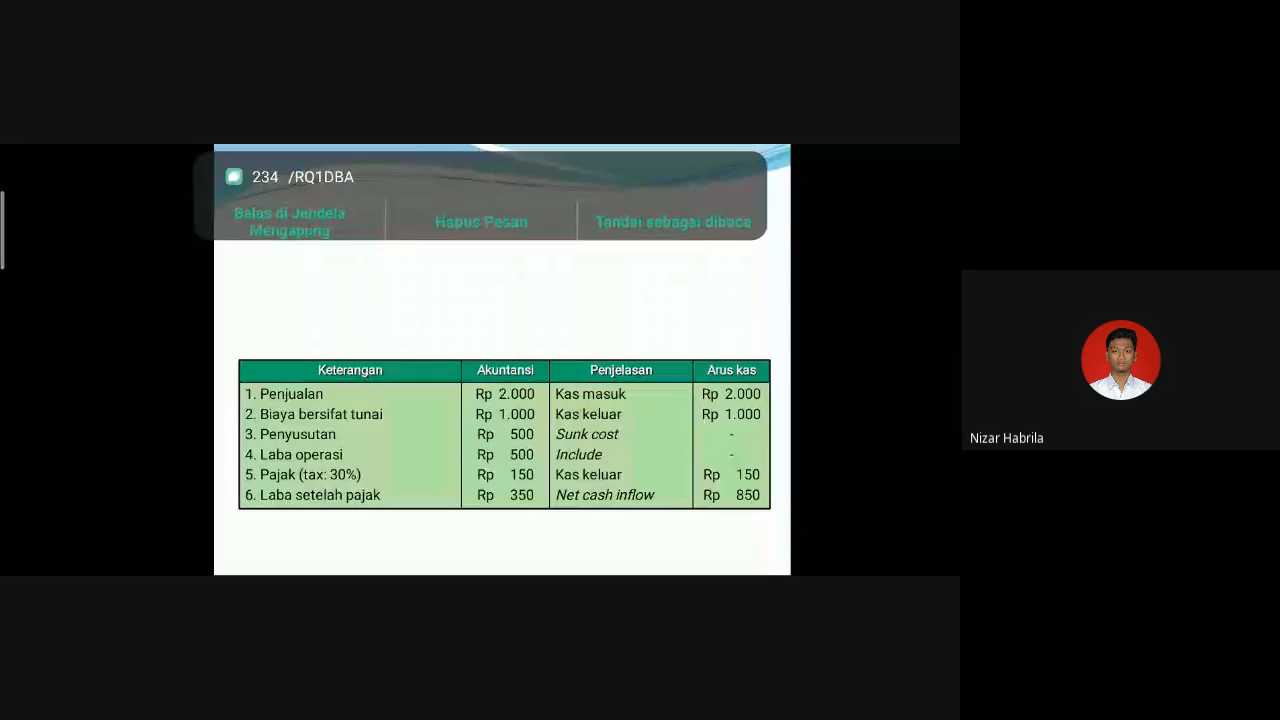 234 /RQ1DBA
Balas di Jendela
Mengapung
Hapus Pesan
Tandai sebagai dibaca
Keterangan Akuntansi Penjelasan Arus kas
1. Penjualan Rp 2.000 Kas masuk Rp 2.000
2. Biaya bersifat tunai Rp 1.000 Kas keluar Rp 1.000
3. Penyusutan Rp 500 Sunk cost -
4. Laba operasi Rp 500 Include -
5. Pajak (tax: 30%) Rp 150 Kas keluar Rp 150
6. Laba setelah pajak Rp 350 Net cash inflow Rp 850
Nizar Habrila